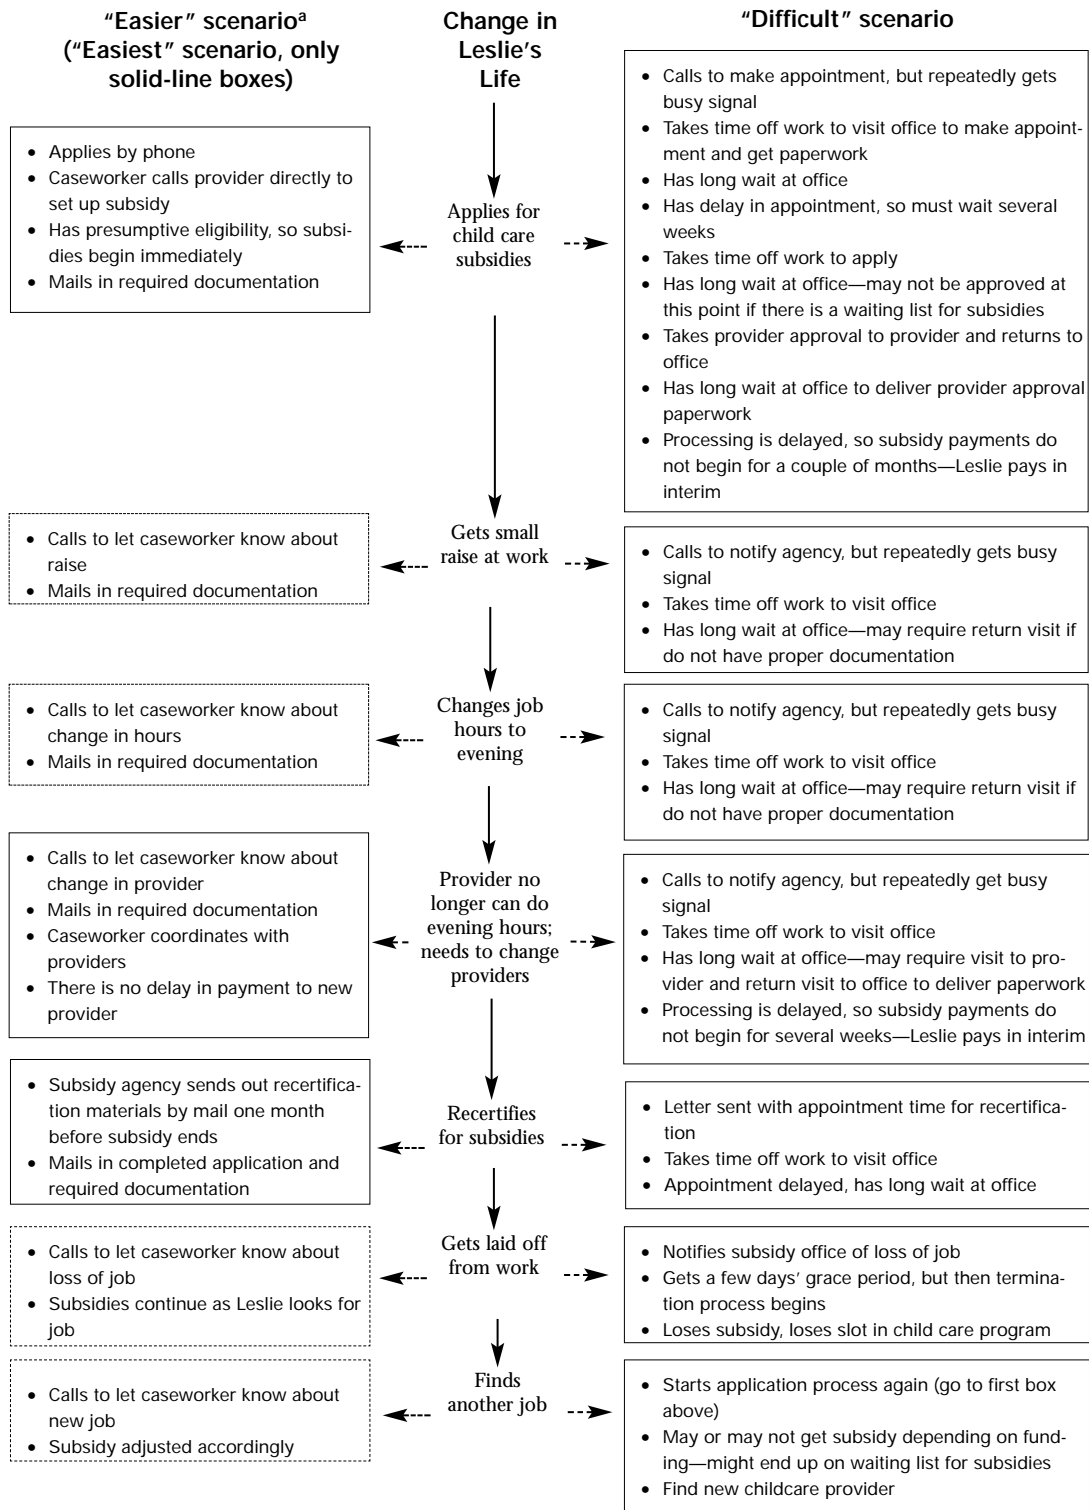 “Easier” scenarioa
(“Easiest” scenario, only
solid-line boxes)
Change in
Leslie’s
Life
“Difficult” scenario
• Applies by phone
• Caseworker calls provider directly to
set up subsidy
• Has presumptive eligibility, so subsi-
dies begin immediately
• Mails in required documentation
Applies for
child care
subsidies
• Calls to make appointment, but repeatedly gets
busy signal
• Takes time off work to visit office to make appoint-
ment and get paperwork
• Has long wait at office
• Has delay in appointment, so must wait several
weeks
• Takes time off work to apply
• Has long wait at office—may not be approved at
this point if there is a waiting list for subsidies
• Takes provider approval to provider and returns to
office
• Has long wait at office to deliver provider approval
paperwork
• Processing is delayed, so subsidy payments do
not begin for a couple of months—Leslie pays in
interim
• Calls to let caseworker know about
raise
• Mails in required documentation
Gets small
raise at work
• Calls to notify agency, but repeatedly gets busy
signal
• Takes time off work to visit office
• Has long wait at office—may require return visit if
do not have proper documentation
• Calls to let caseworker know about
change in hours
• Mails in required documentation
Changes job
hours to
evening
• Calls to notify agency, but repeatedly gets busy
signal
• Takes time off work to visit office
• Has long wait at office—may require return visit if
do not have proper documentation
• Calls to let caseworker know about
change in provider
• Mails in required documentation
• Caseworker coordinates with
providers
• There is no delay in payment to new
provider
Provider no
longer can do
evening hours;
needs to change
providers
• Calls to notify agency, but repeatedly get busy
signal
• Takes time off work to visit office
• Has long wait at office—may require visit to pro-
vider and return visit to office to deliver paperwork
• Processing is delayed, so subsidy payments do
not begin for several weeks—Leslie pays in interim
• Subsidy agency sends out recertifica-
tion materials by mail one month
before subsidy ends
• Mails in completed application and
required documentation
Recertifies
for subsidies
• Letter sent with appointment time for recertifica-
tion
• Takes time off work to visit office
• Appointment delayed, has long wait at office
• Calls to let caseworker know about
loss of job
• Subsidies continue as Leslie looks for
job
Gets laid off
from work
• Notifies subsidy office of loss of job
• Gets a few days’ grace period, but then termina-
tion process begins
• Loses subsidy, loses slot in child care program
• Calls to let caseworker know about
new job
• Subsidy adjusted accordingly
Finds
another job
• Starts application process again (go to first box
above)
• May or may not get subsidy depending on fund-
ing—might end up on waiting list for subsidies
• Find new childcare provider